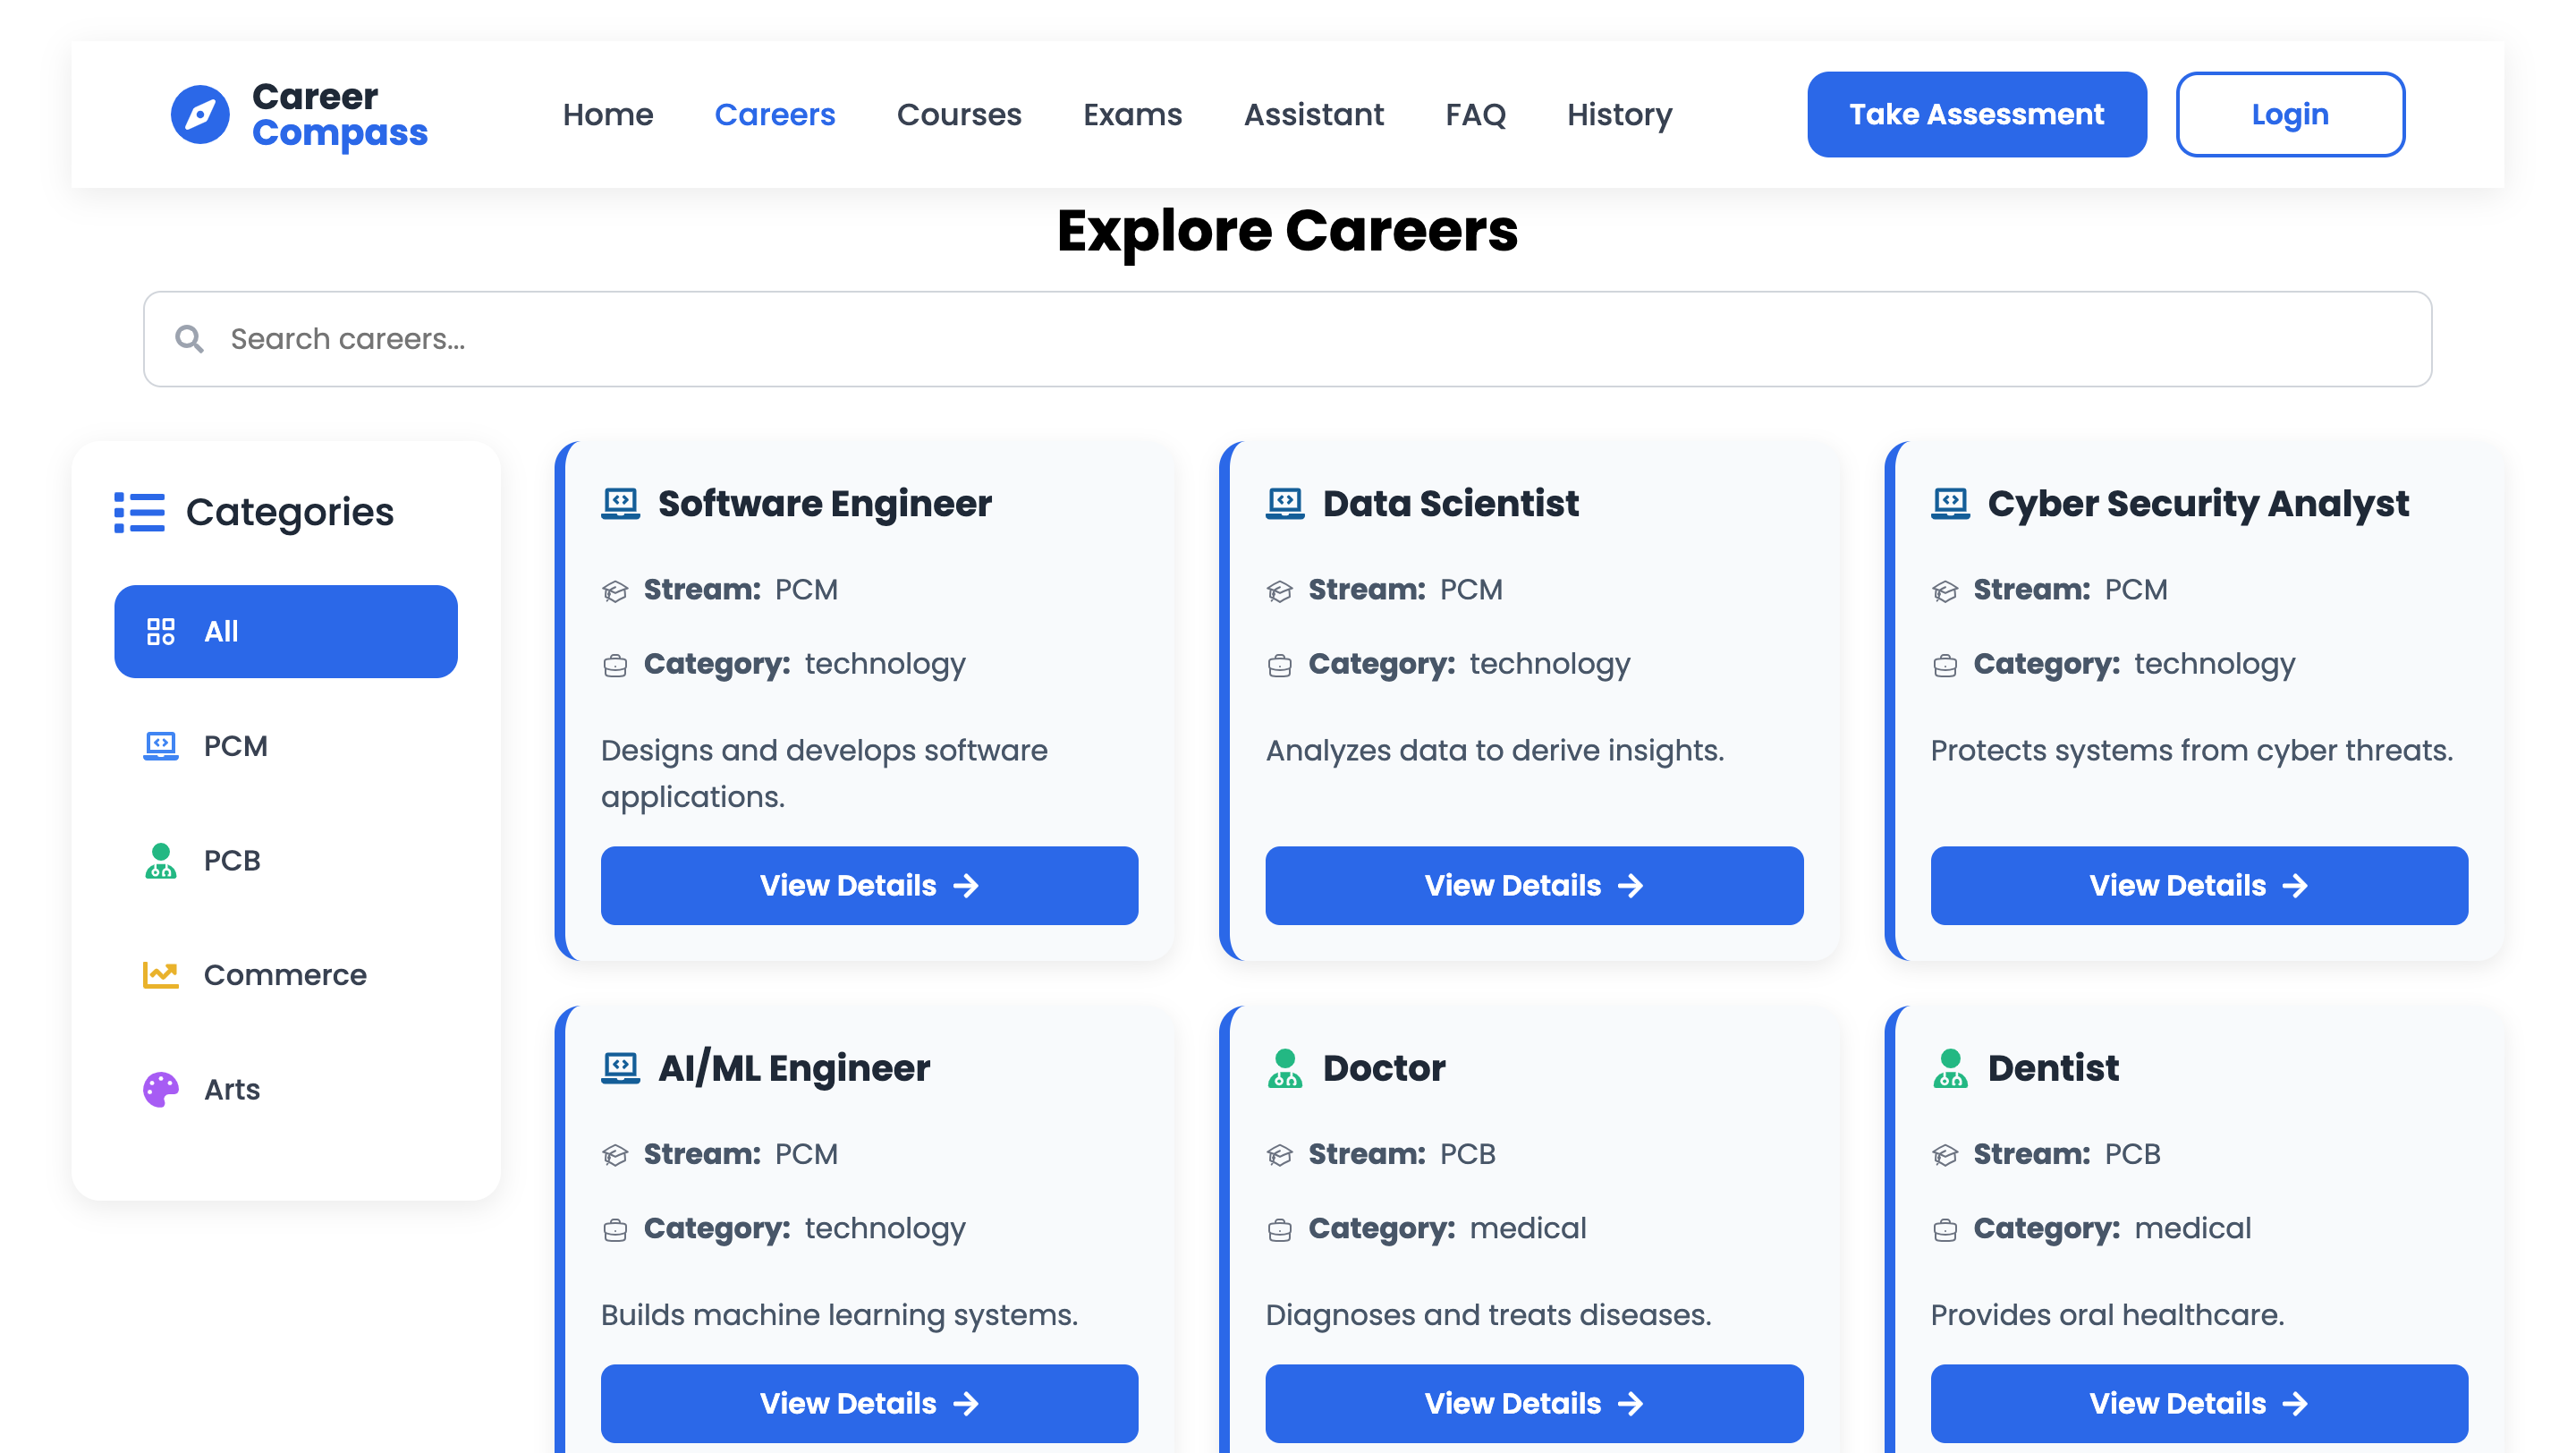 Career
Compass
Home
Careers
Courses
Exams
Assistant
FAQ
History
Take Assessment
Login
Explore Careers
Search careers...
Categories
All
PCM
PCB
Commerce
Arts
Software Engineer
Stream: PCM
Category: technology
Designs and develops software
applications.
View Details
Data Scientist
Stream: PCM
Category: technology
Analyzes data to derive insights.
View Details
Cyber Security Analyst
Stream: PCM
Category: technology
Protects systems from cyber threats.
View Details
AI/ML Engineer
Stream: PCM
Category: technology
Builds machine learning systems.
View Details
Doctor
Stream: PCB
Category: medical
Diagnoses and treats diseases.
View Details
Dentist
Stream: PCB
Category: medical
Provides oral healthcare.
View Details